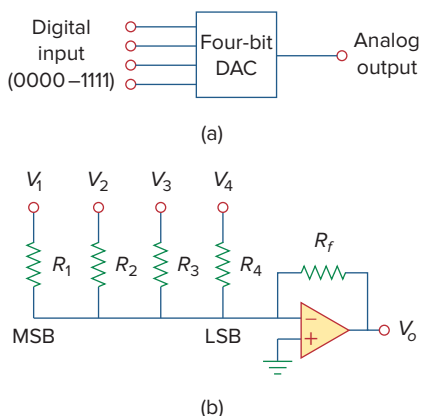 Digital
input
(0000–1111)
Four-bit
DAC
Analog
output
(a)
V1 V2 V3 V4
R1 R2 R3 R4 Rf
MSB LSB − + Vo
(b)